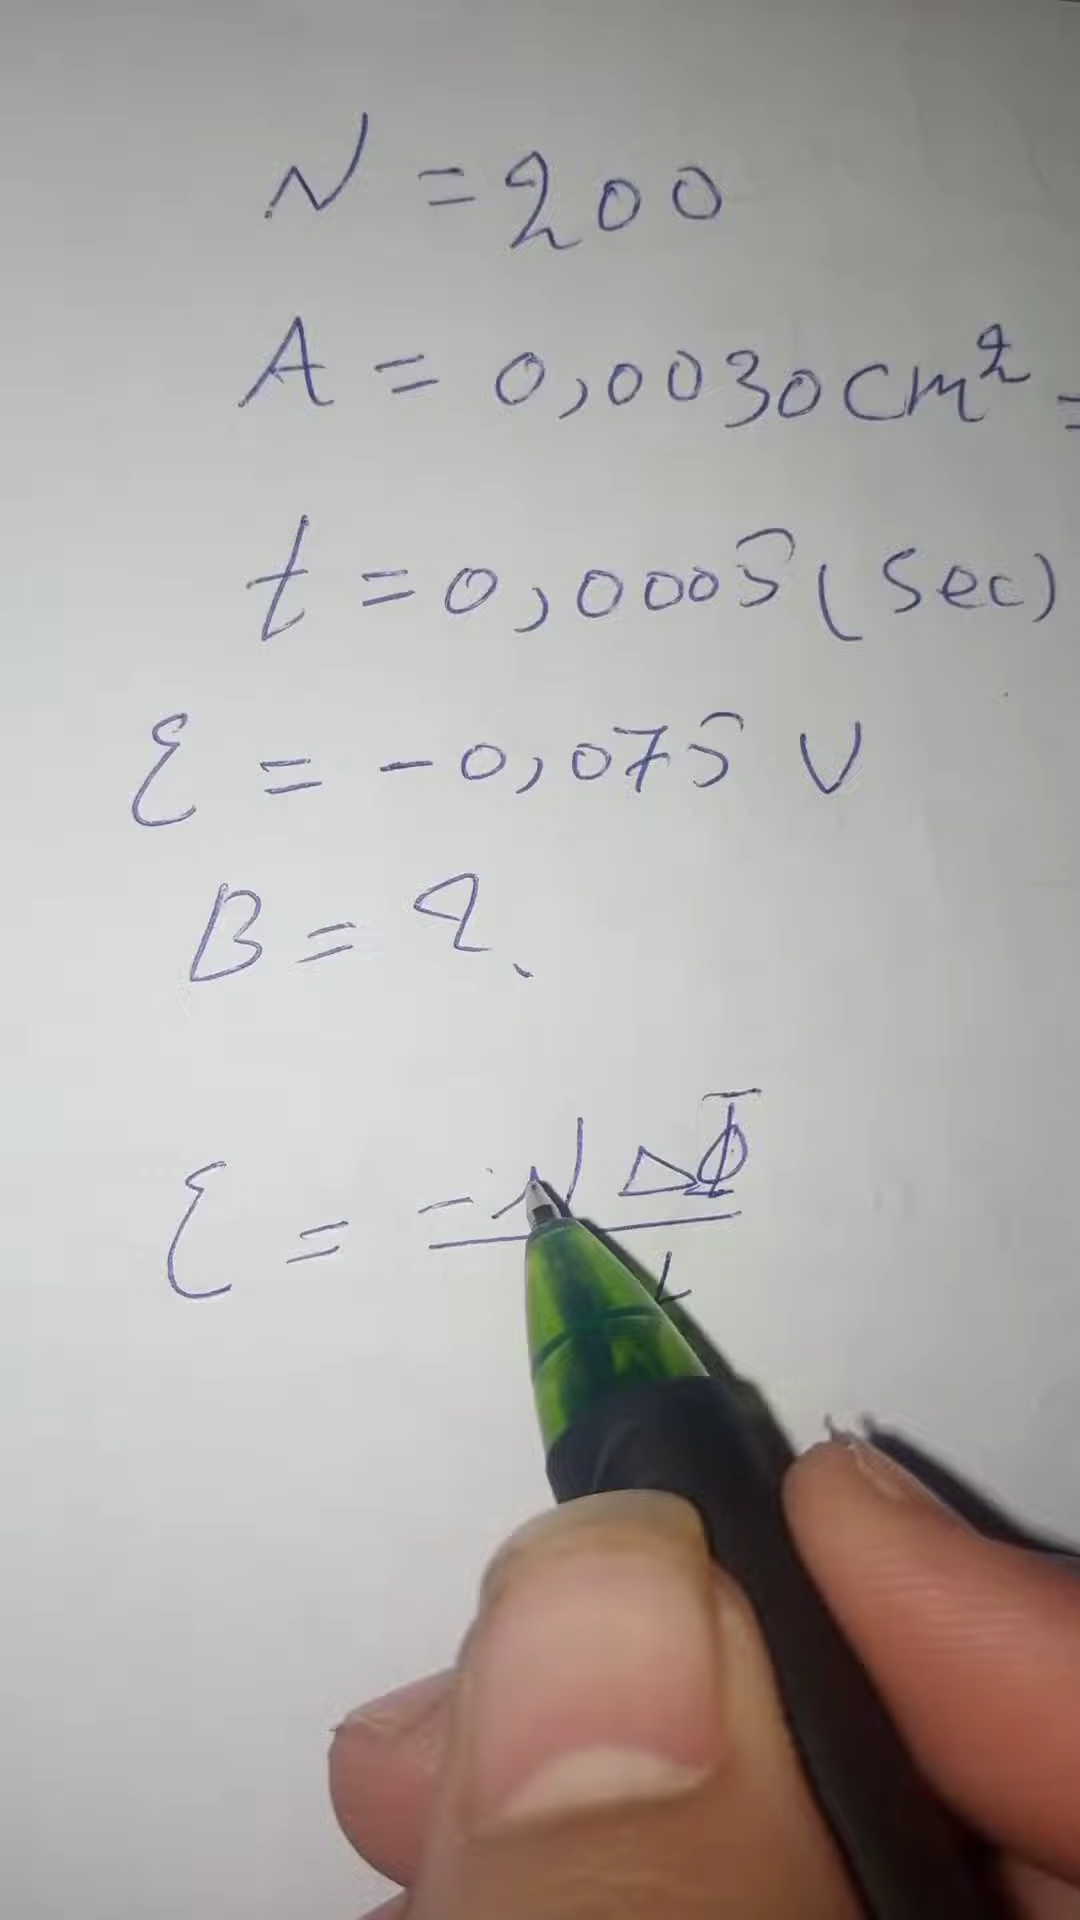 N = 200
A = 0,0030 cm² =
t = 0,0005 (sec)
ξ = -0,075 V
B = ?
ξ = -N ΔΦ / t